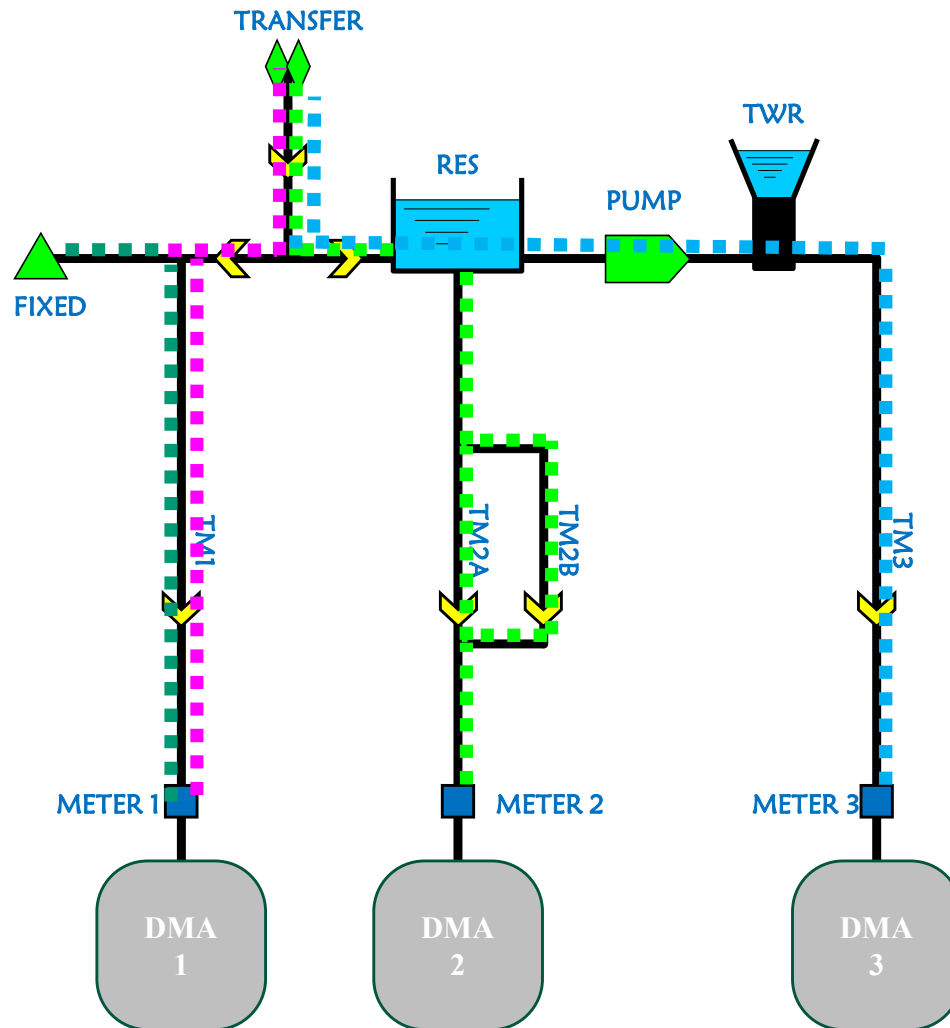 TRANSFER
TWR
RES
PUMP
FIXED
TM1
TM2A
TM2B
TM3
METER 1
METER 2
METER 3
DMA
1
DMA
2
DMA
3